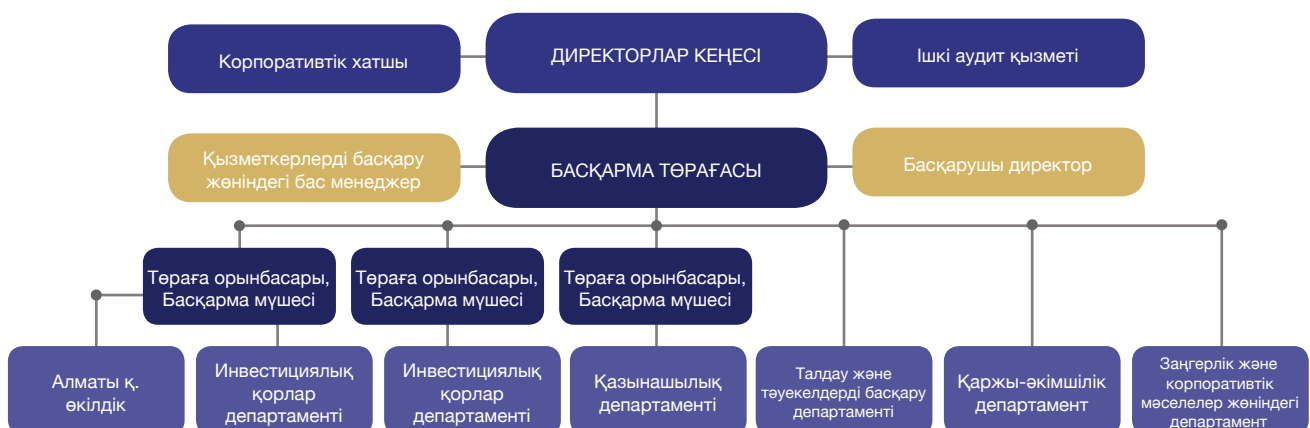 Корпоративтік хатшы
ДИРЕКТОРЛАР КЕҢЕСІ
Ішкі аудит қызметі
Қызметкерлерді басқару
жөніндегі бас менеджер
БАСҚАРМА ТӨРАҒАСЫ
Басқарушы директор
Төраға орынбасары,
Басқарма мүшесі
Төраға орынбасары,
Басқарма мүшесі
Төраға орынбасары,
Басқарма мүшесі
Алматы қ.
өкілдік
Инвестициялық
қорлар
департаменті
Инвестициялық
қорлар
департаменті
Қазынашылық
департаменті
Талдау және
тәуекелдерді басқару
департаменті
Қаржы-әкімшілік
департамент
Заңгерлік және
корпоративтік
мәселелер жөніндегі
департамент